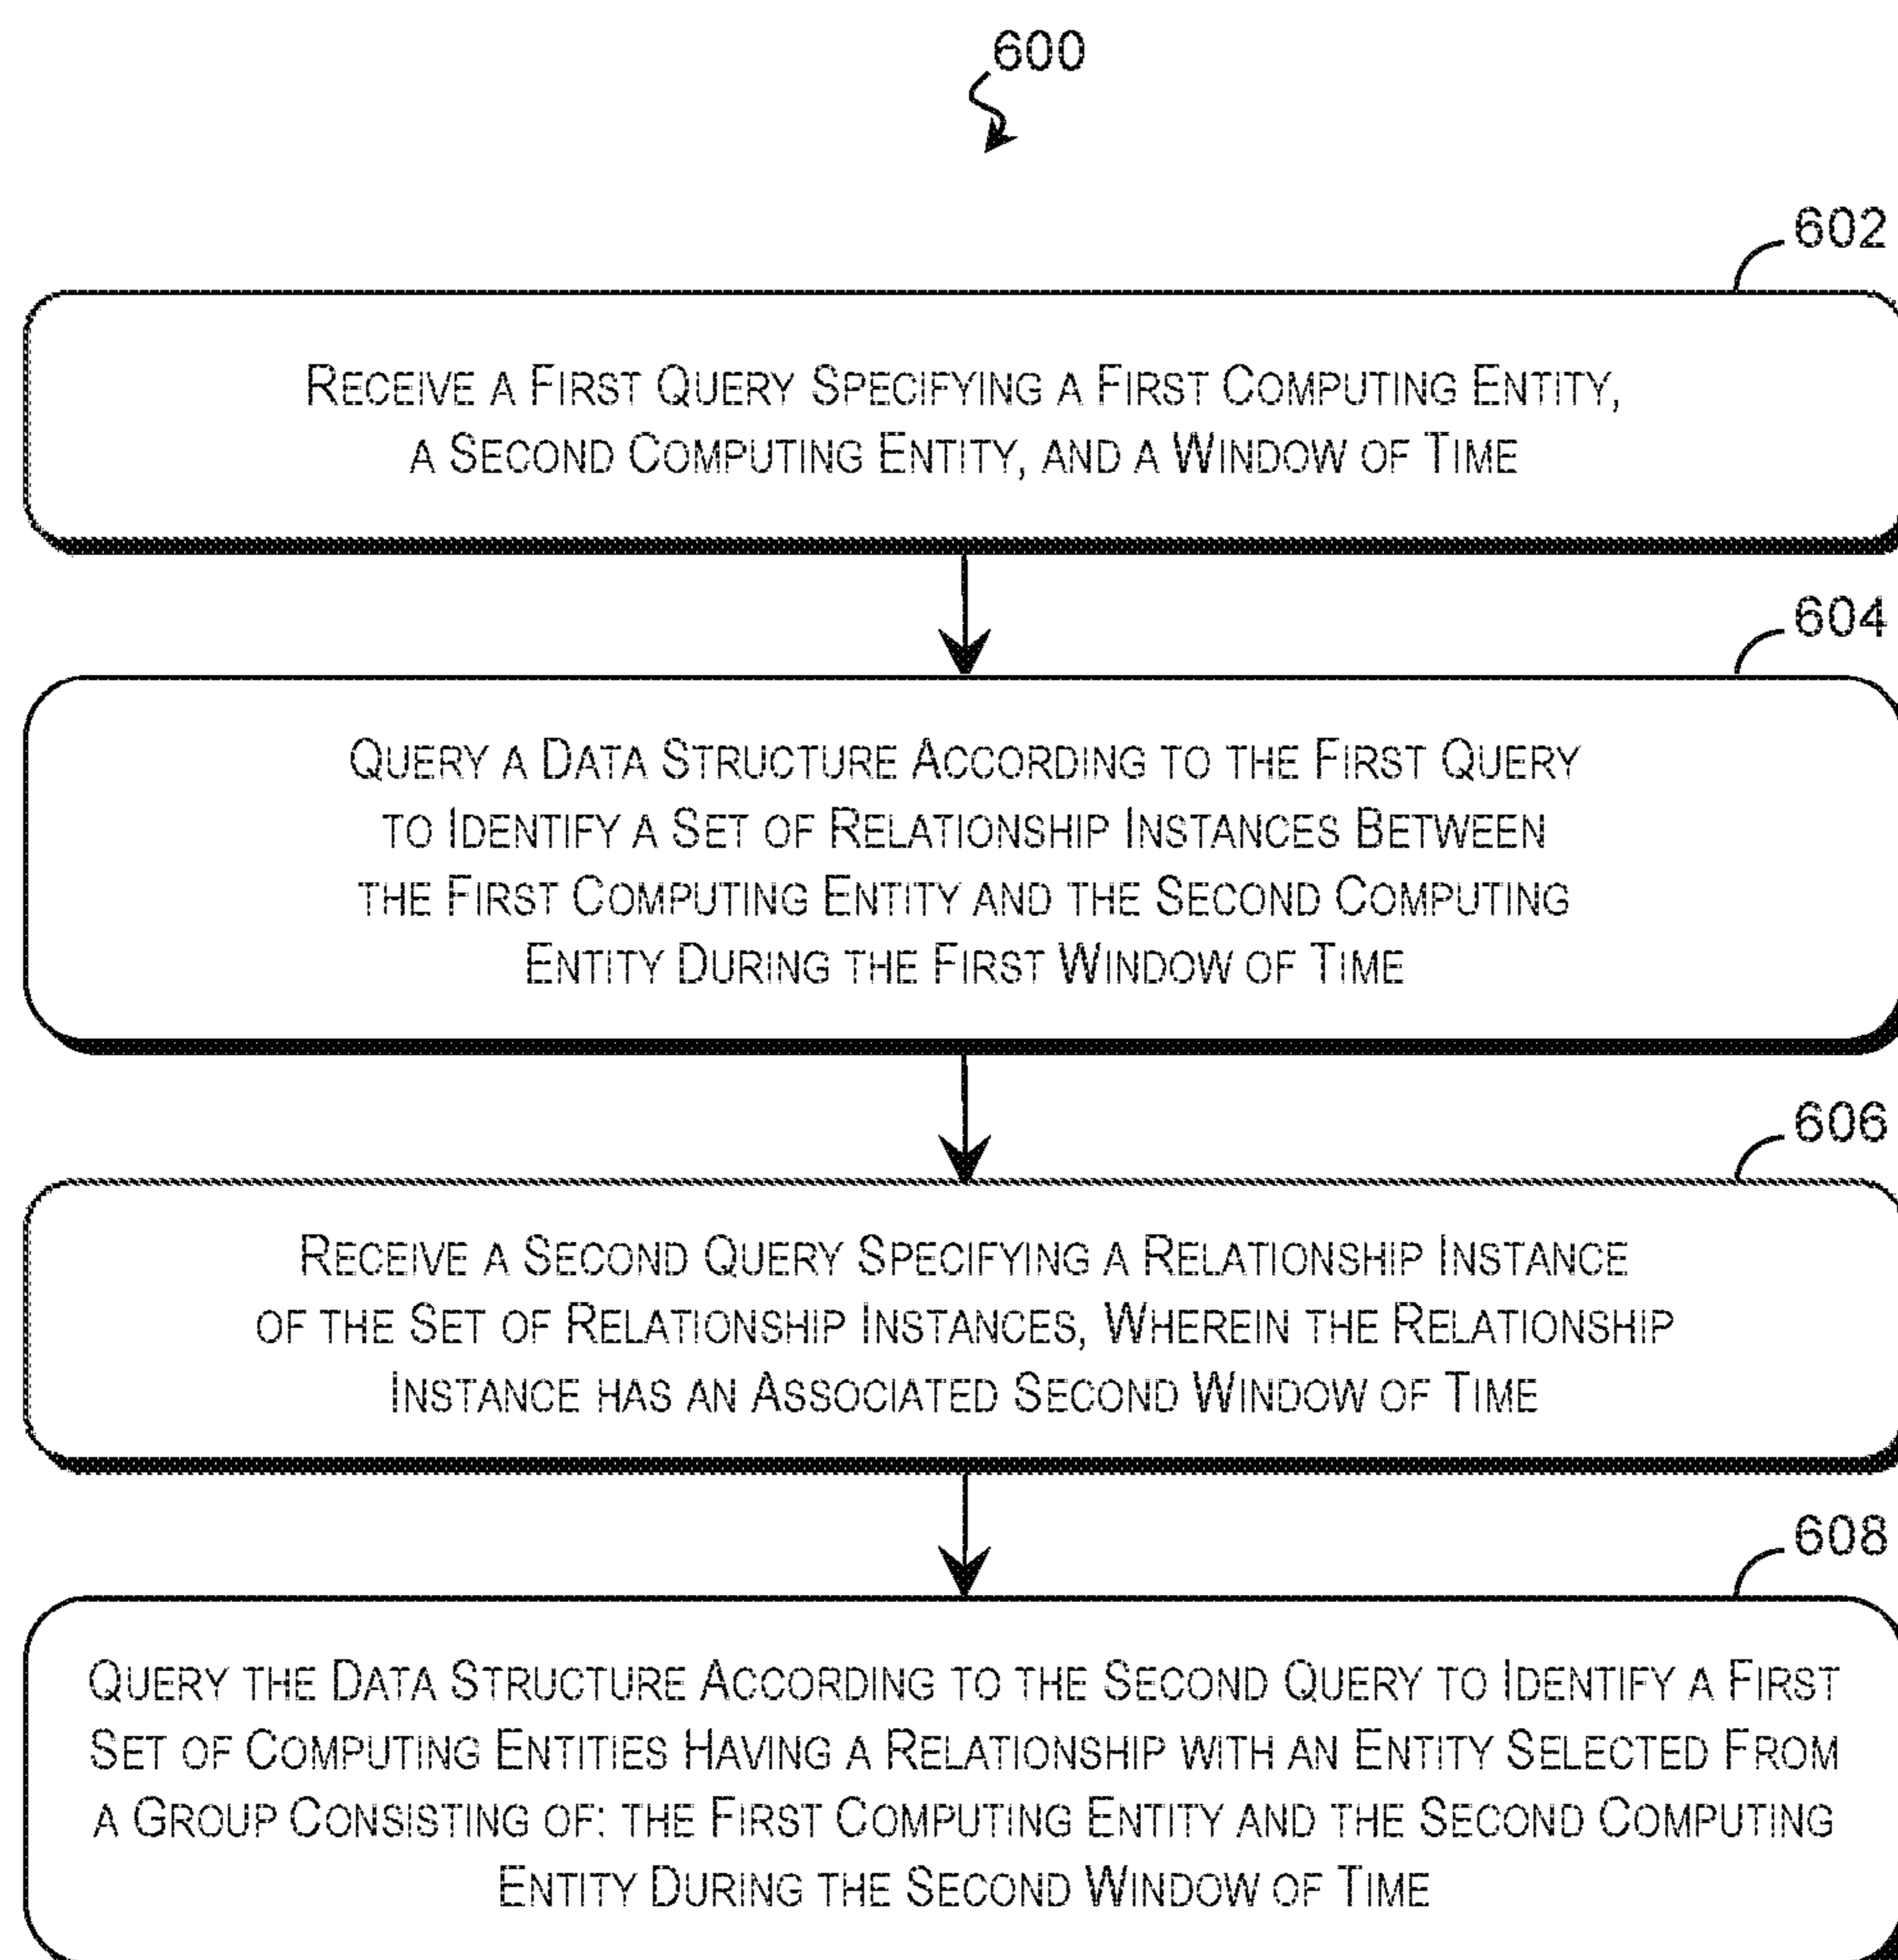 600
602
RECEIVE A FIRST QUERY SPECIFYING A FIRST COMPUTING ENTITY,
A SECOND COMPUTING ENTITY, AND A WINDOW OF TIME
604
QUERY A DATA STRUCTURE ACCORDING TO THE FIRST QUERY
TO IDENTIFY A SET OF RELATIONSHIP INSTANCES BETWEEN
THE FIRST COMPUTING ENTITY AND THE SECOND COMPUTING
ENTITY DURING THE FIRST WINDOW OF TIME
606
RECEIVE A SECOND QUERY SPECIFYING A RELATIONSHIP INSTANCE
OF THE SET OF RELATIONSHIP INSTANCES, WHEREIN THE RELATIONSHIP
INSTANCE HAS AN ASSOCIATED SECOND WINDOW OF TIME
608
QUERY THE DATA STRUCTURE ACCORDING TO THE SECOND QUERY TO IDENTIFY A FIRST
SET OF COMPUTING ENTITIES HAVING A RELATIONSHIP WITH AN ENTITY SELECTED FROM
A GROUP CONSISTING OF: THE FIRST COMPUTING ENTITY AND THE SECOND COMPUTING
ENTITY DURING THE SECOND WINDOW OF TIME